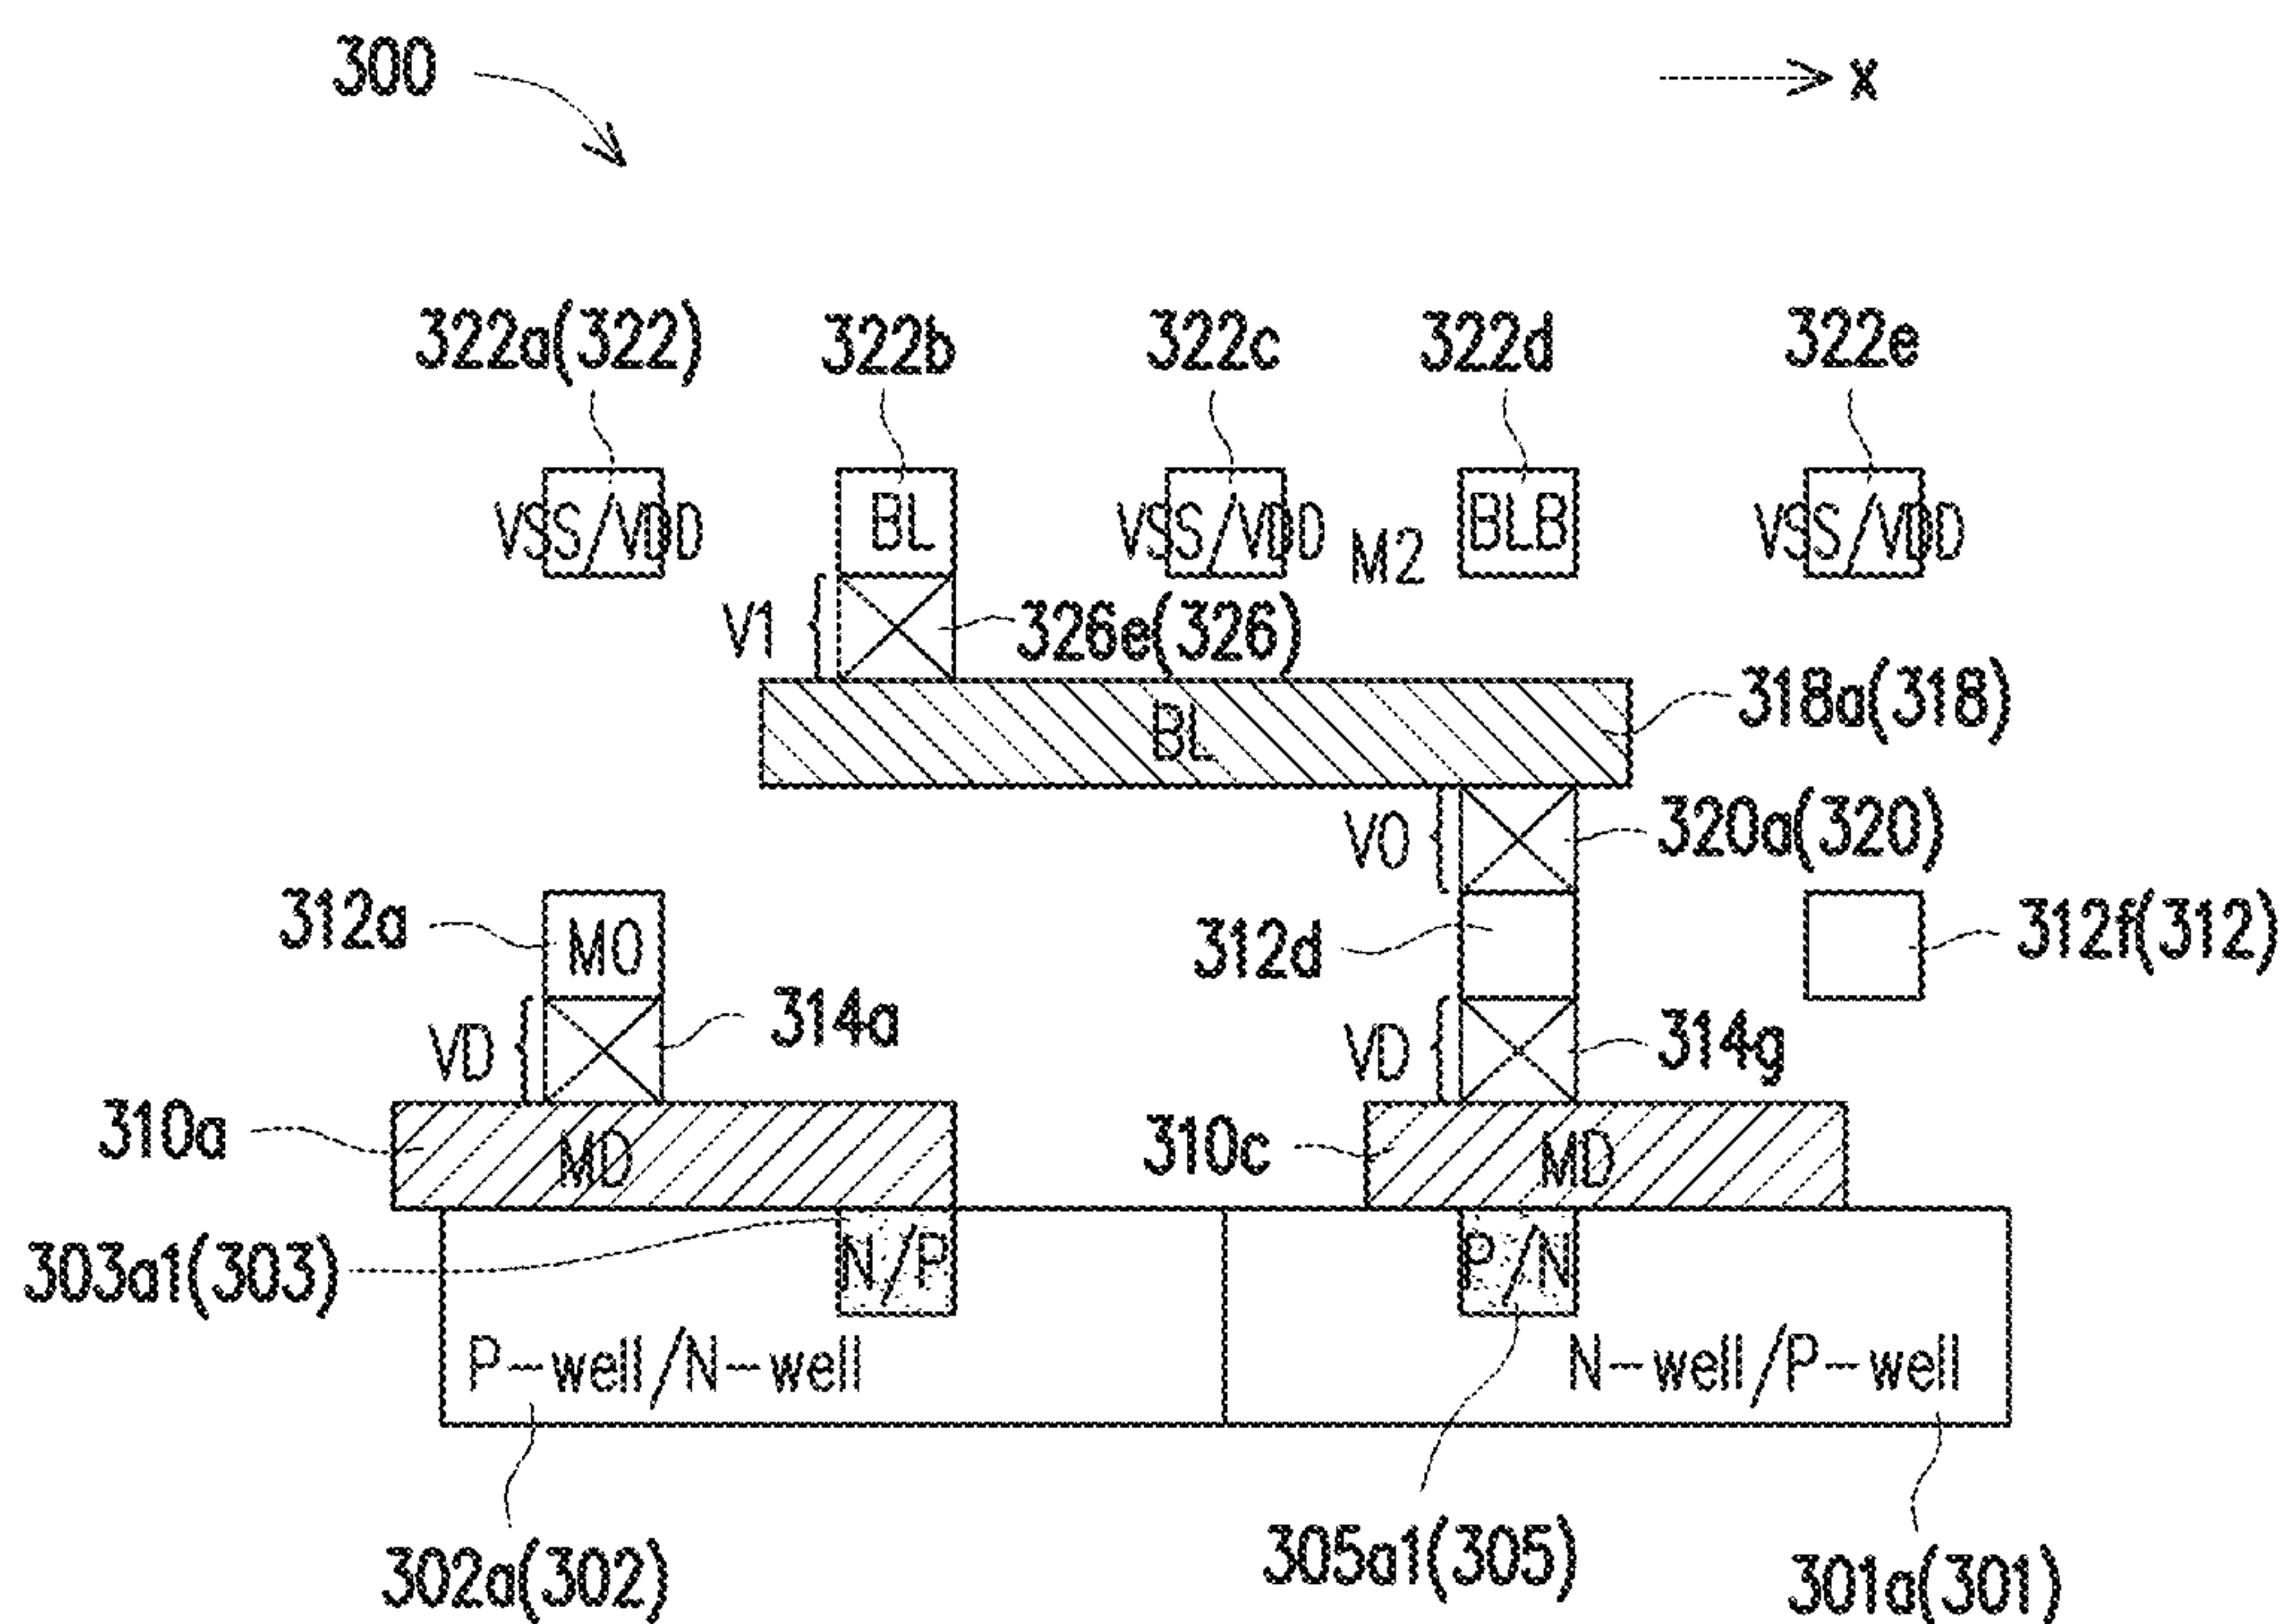 300
x
322a(322) 322b 322c 322d 322e
VSS/VDD BL VSS/VDD M2 BLB VSS/VDD
V1 326e(326)
318a(318)
BL
V0 320a(320)
312a M0 312d 312f(312)
VD 314a VD 314g
310a MD 310c MD
303a1(303) N/P P/N
P-well/N-well N-well/P-well
302a(302) 305a1(305) 301a(301)